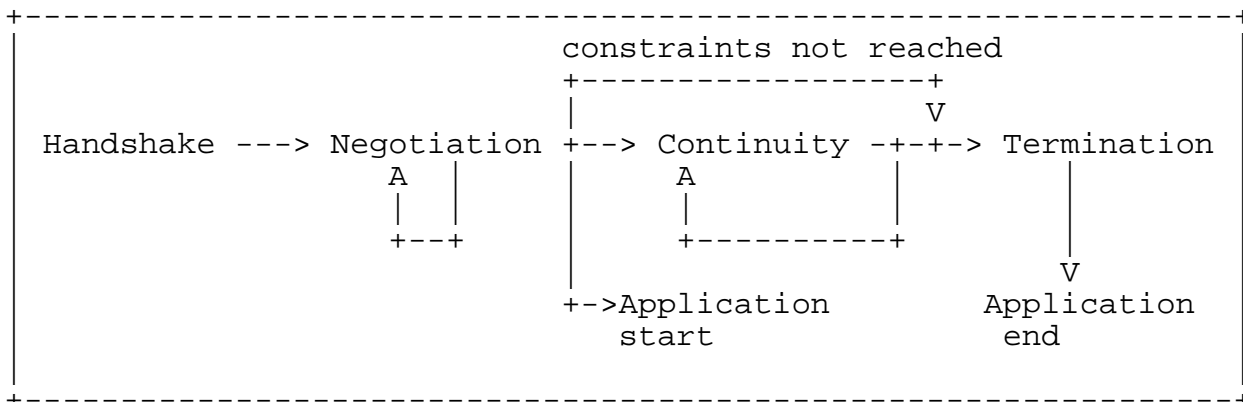 constraints not reached
Handshake ---> Negotiation +--> Continuity -+-+-> Termination
+->Application Application
start end